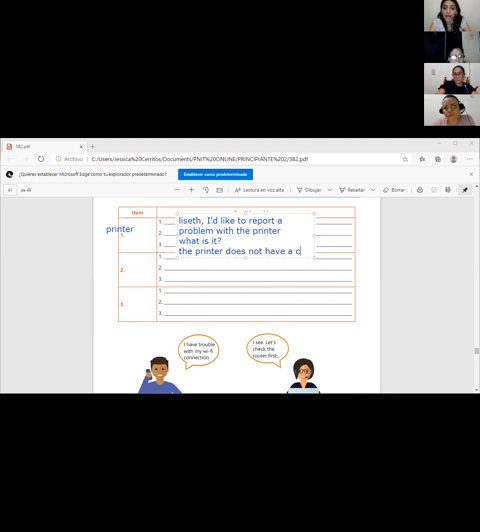 SB2.pdf
Archivo
C:/Users/Jessica%20Cerritos/Documents/PNIT%20ONLINE/PRINCIPIANTE%202/SB2.pdf
¿Quieres establecer Microsoft Edge como tu explorador predeterminado?
Establecer como predeterminado
41
de 49
Lectura en voz alta
Dibujar
Resaltar
Borrar
Item
printer
1.
1.
2.
3.
liseth, I'd like to report a
problem with the printer
what is it?
the printer does not have a c
2.
1.
2.
3.
3.
1.
2.
3.
I have trouble
with my wi-fi
connection.
I see. Let's
check the
router first...